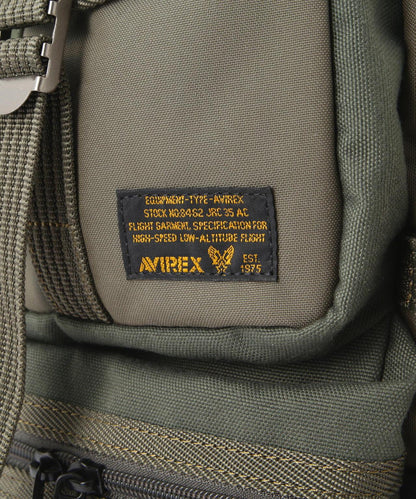 EQUIPMENT-TYPE-AVIREX
STOCK NO.8462 JRC 35 AC
FLIGHT GARMENT, SPECIFICATION FOR
HIGH-SPEED LOW-ALTITUDE FLIGHT
AVIREX
EST.
1975